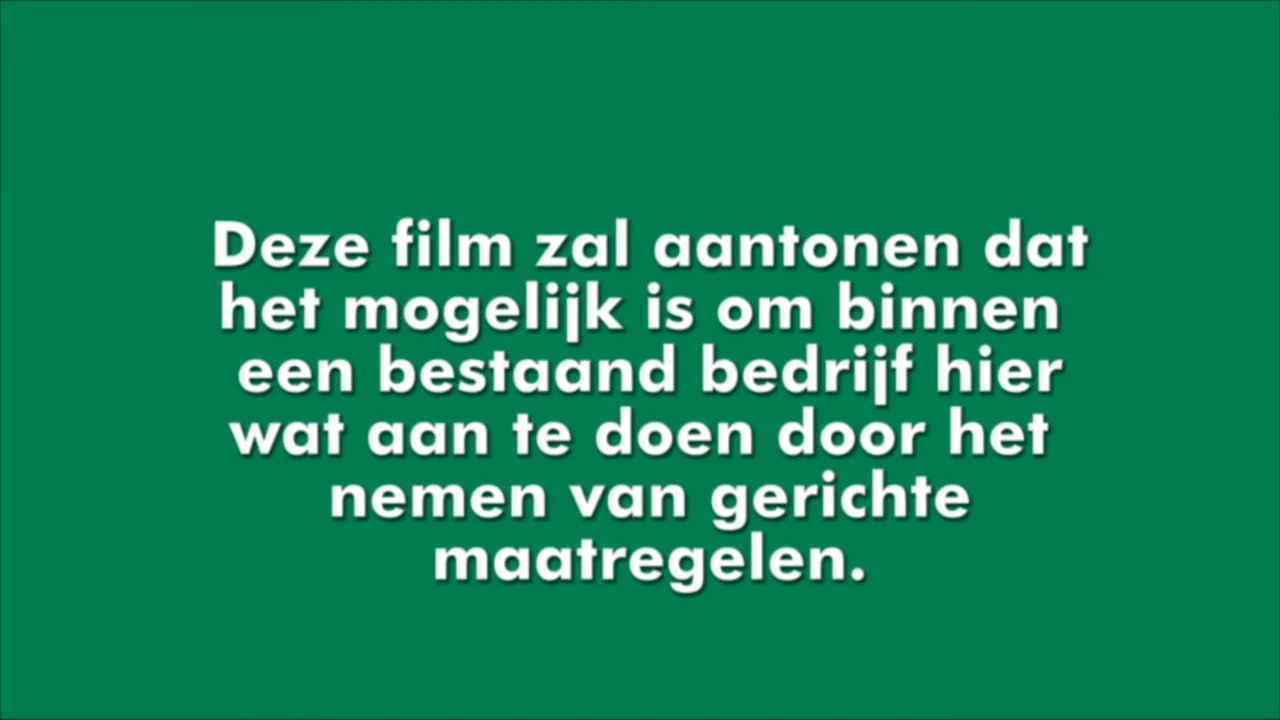 Deze film zal aantonen dat
het mogelijk is om binnen
een bestaand bedrijf hier
wat aan te doen door het
nemen van gerichte
maatregelen.